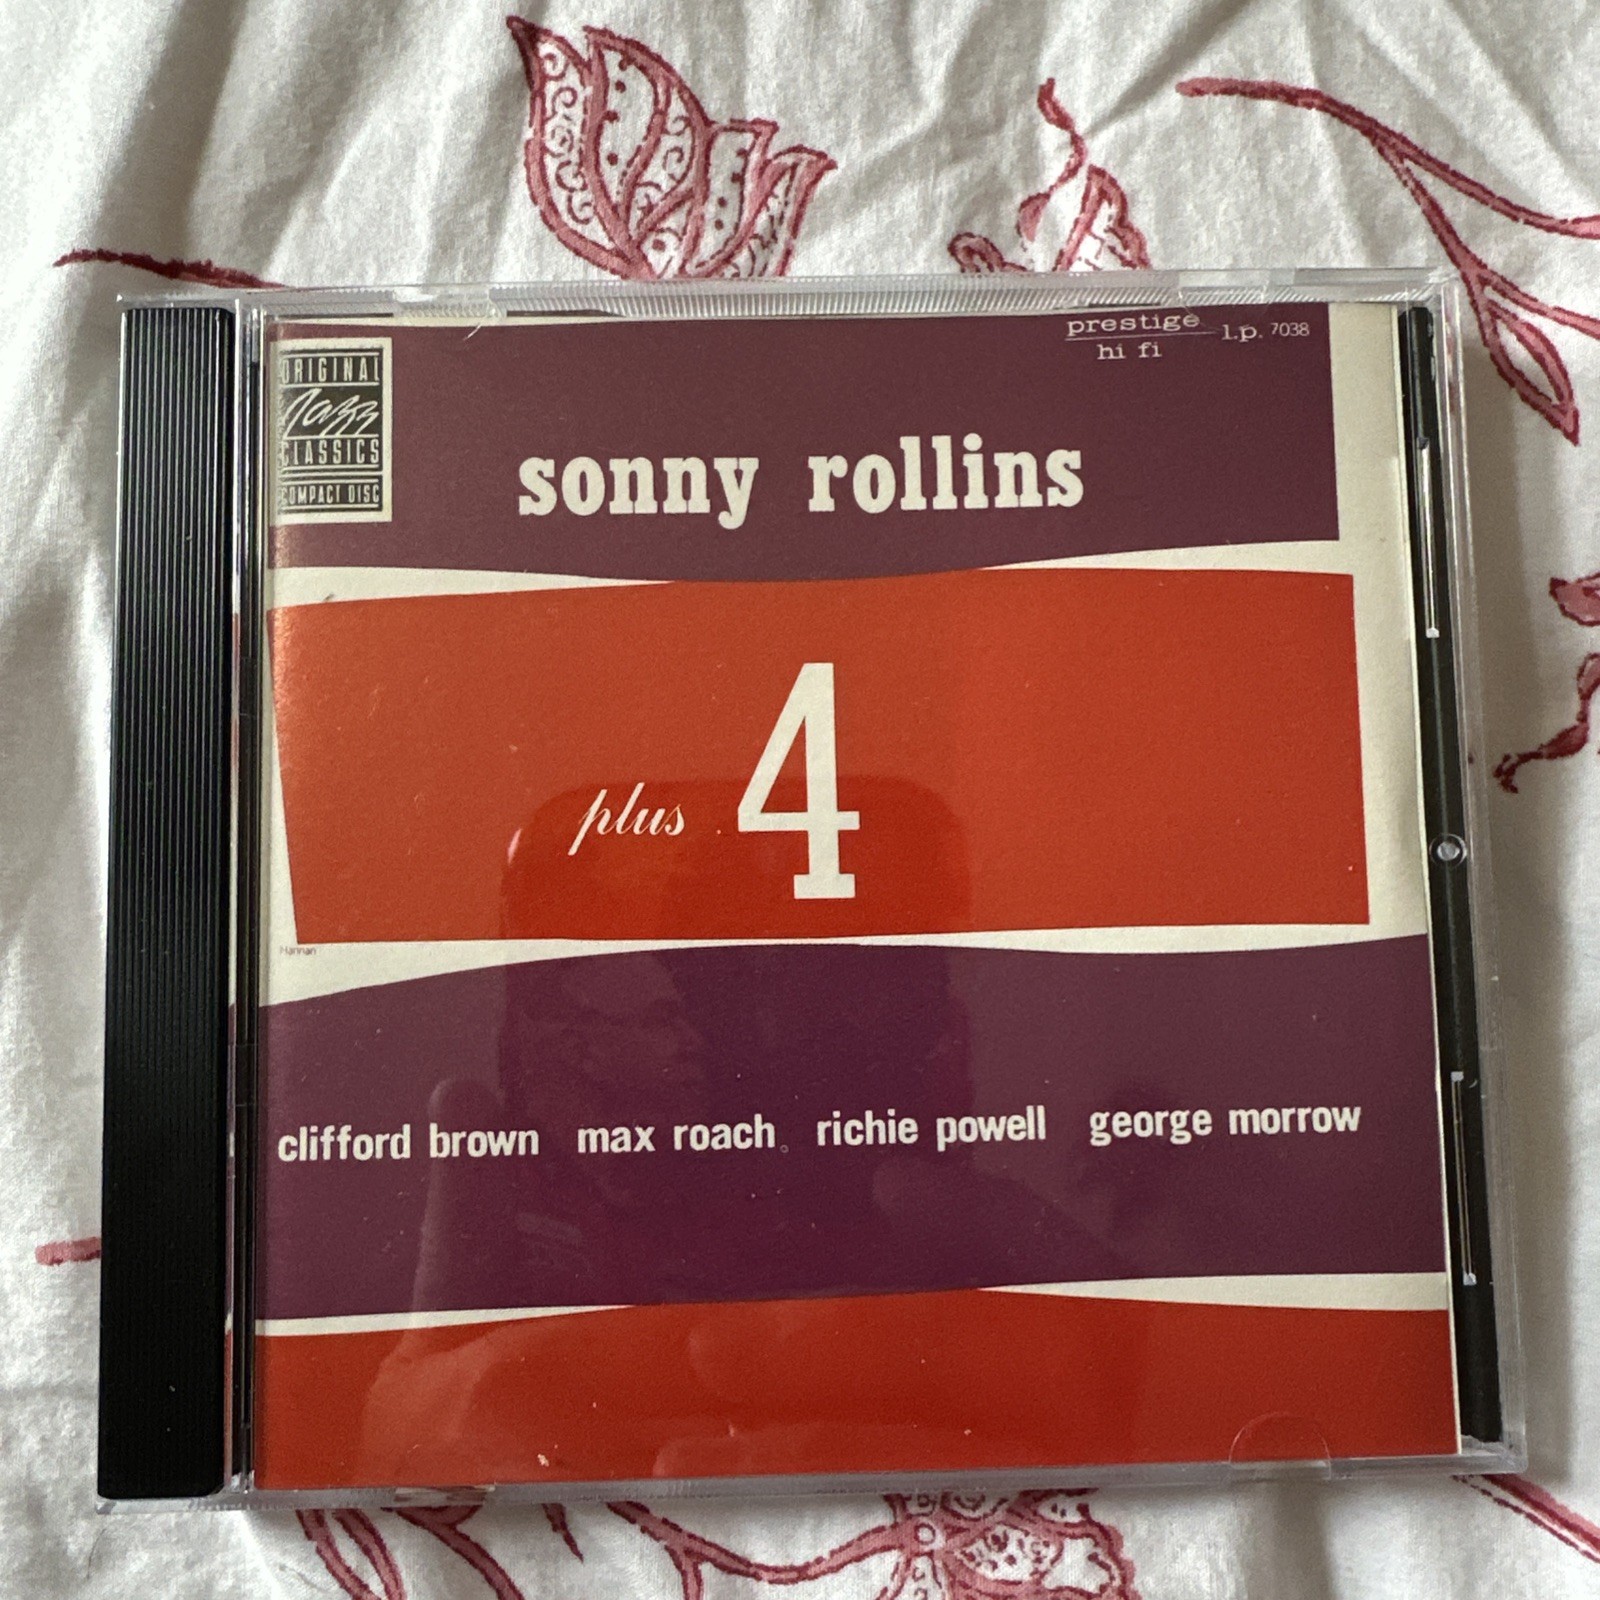 prestige l.p. 7038
hi fi
ORIGINAL
Jazz
CLASSICS
COMPACT DISC
sonny rollins
plus 4
Hannan
clifford brown max roach richie powell george morrow